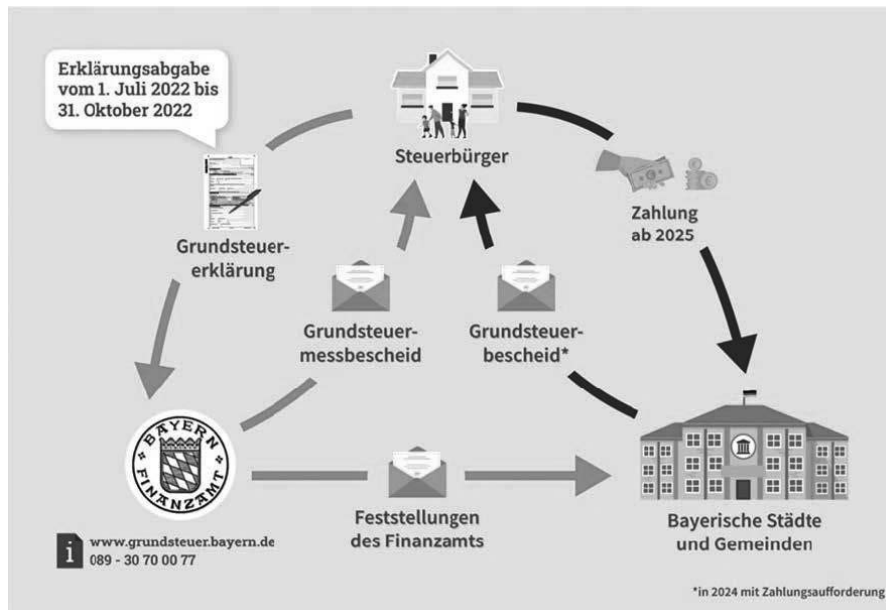 Erklärungsabgabe
vom 1. Juli 2022 bis
31. Oktober 2022
Steuerbürger
Grundsteuer-
erklärung
Zahlung
ab 2025
Grundsteuer-
messbescheid
Grundsteuer-
bescheid*
BAYERN
FINANZAMT
Feststellungen
des Finanzamts
Bayerische Städte
und Gemeinden
i
www.grundsteuer.bayern.de
089 - 30 70 00 77
*in 2024 mit Zahlungsaufforderung